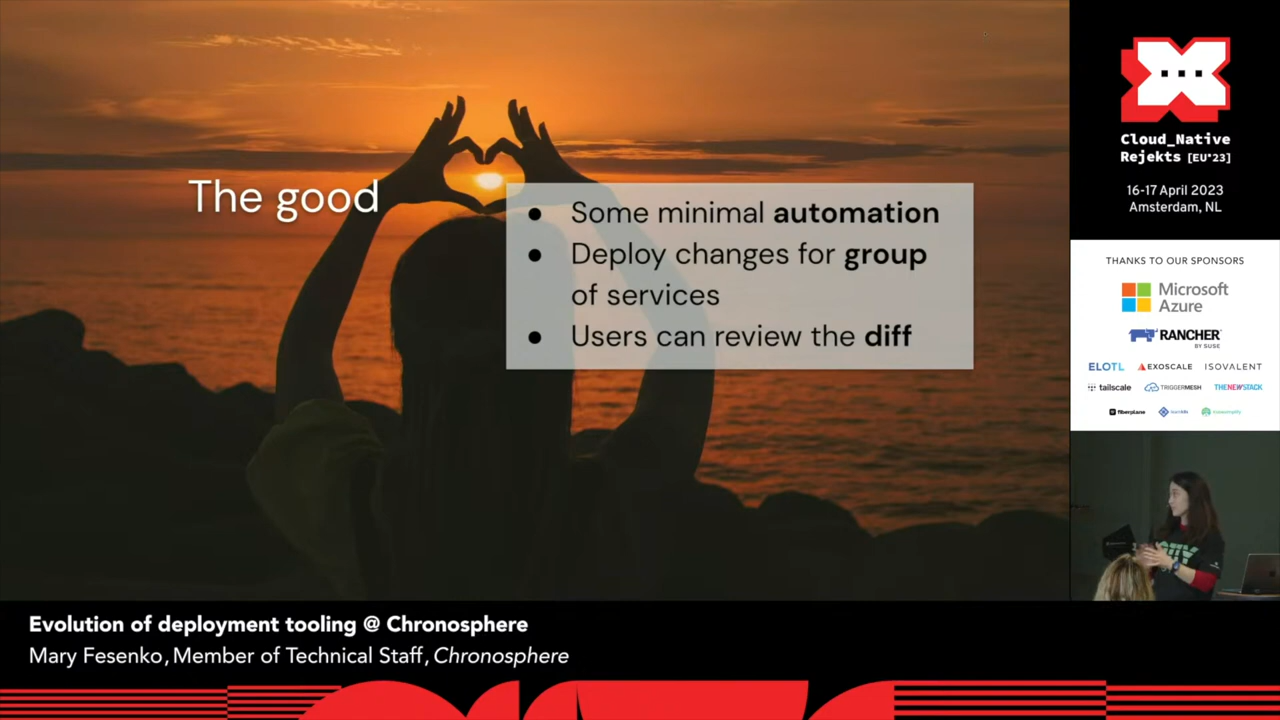 The good
● Some minimal automation
● Deploy changes for group
of services
● Users can review the diff
Cloud_Native
Rejekts [EU'23]
16-17 April 2023
Amsterdam, NL
THANKS TO OUR SPONSORS
Microsoft
Azure
RANCHER
BY SUSE
ELOTL EXOSCALE ISOVALENT
tailscale TRIGGERMESH THENEWSTACK
fiberplane
Evolution of deployment tooling @ Chronosphere
Mary Fesenko, Member of Technical Staff, Chronosphere